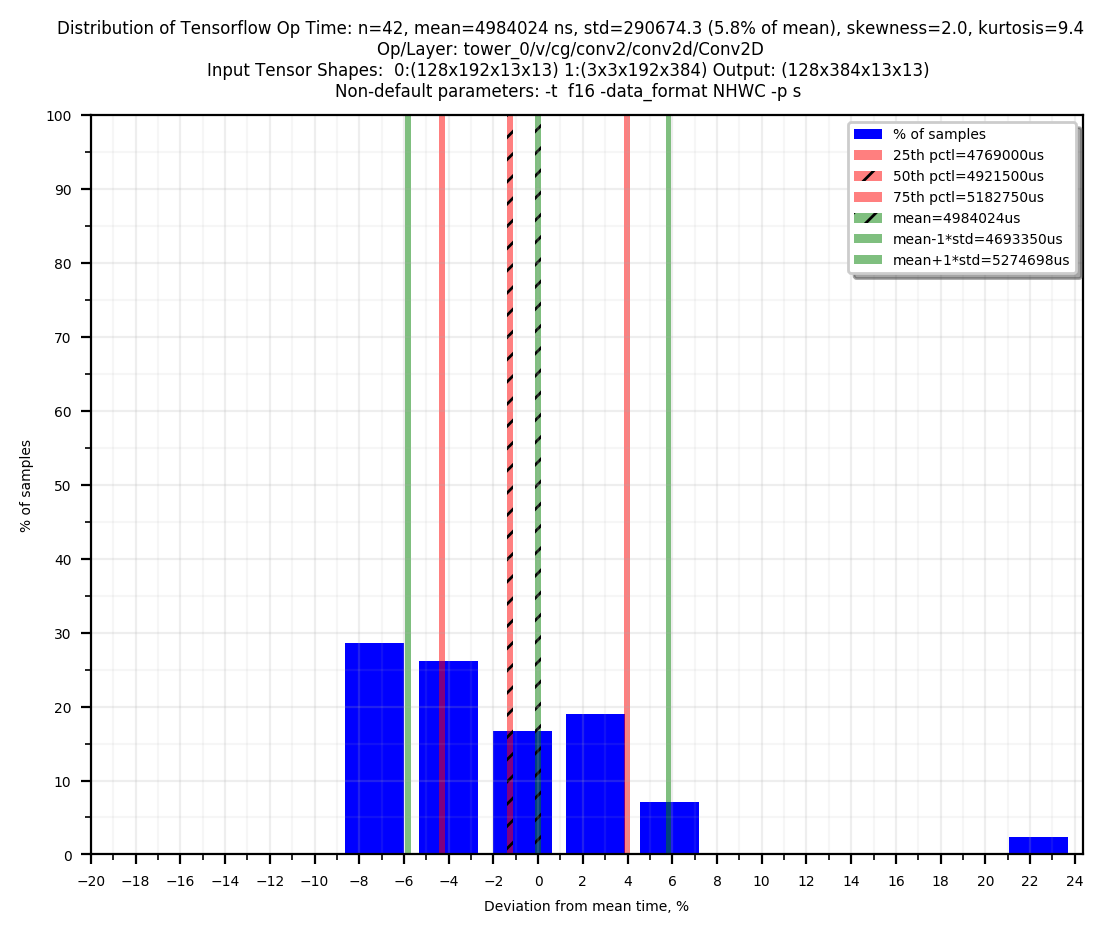 Distribution of Tensorflow Op Time: n=42, mean=4984024 ns, std=290674.3 (5.8% of mean), skewness=2.0, kurtosis=9.4
Op/Layer: tower_0/v/cg/conv2/conv2d/Conv2D
Input Tensor Shapes:  0:(128x192x13x13) 1:(3x3x192x384) Output: (128x384x13x13)
Non-default parameters: -t  f16 -data_format NHWC -p s
% of samples
25th pctl=4769000us
50th pctl=4921500us
75th pctl=5182750us
mean=4984024us
mean-1*std=4693350us
mean+1*std=5274698us
100
90
80
70
60
50
40
30
20
10
0
% of samples
−20 −18 −16 −14 −12 −10 −8 −6 −4 −2 0 2 4 6 8 10 12 14 16 18 20 22 24
Deviation from mean time, %